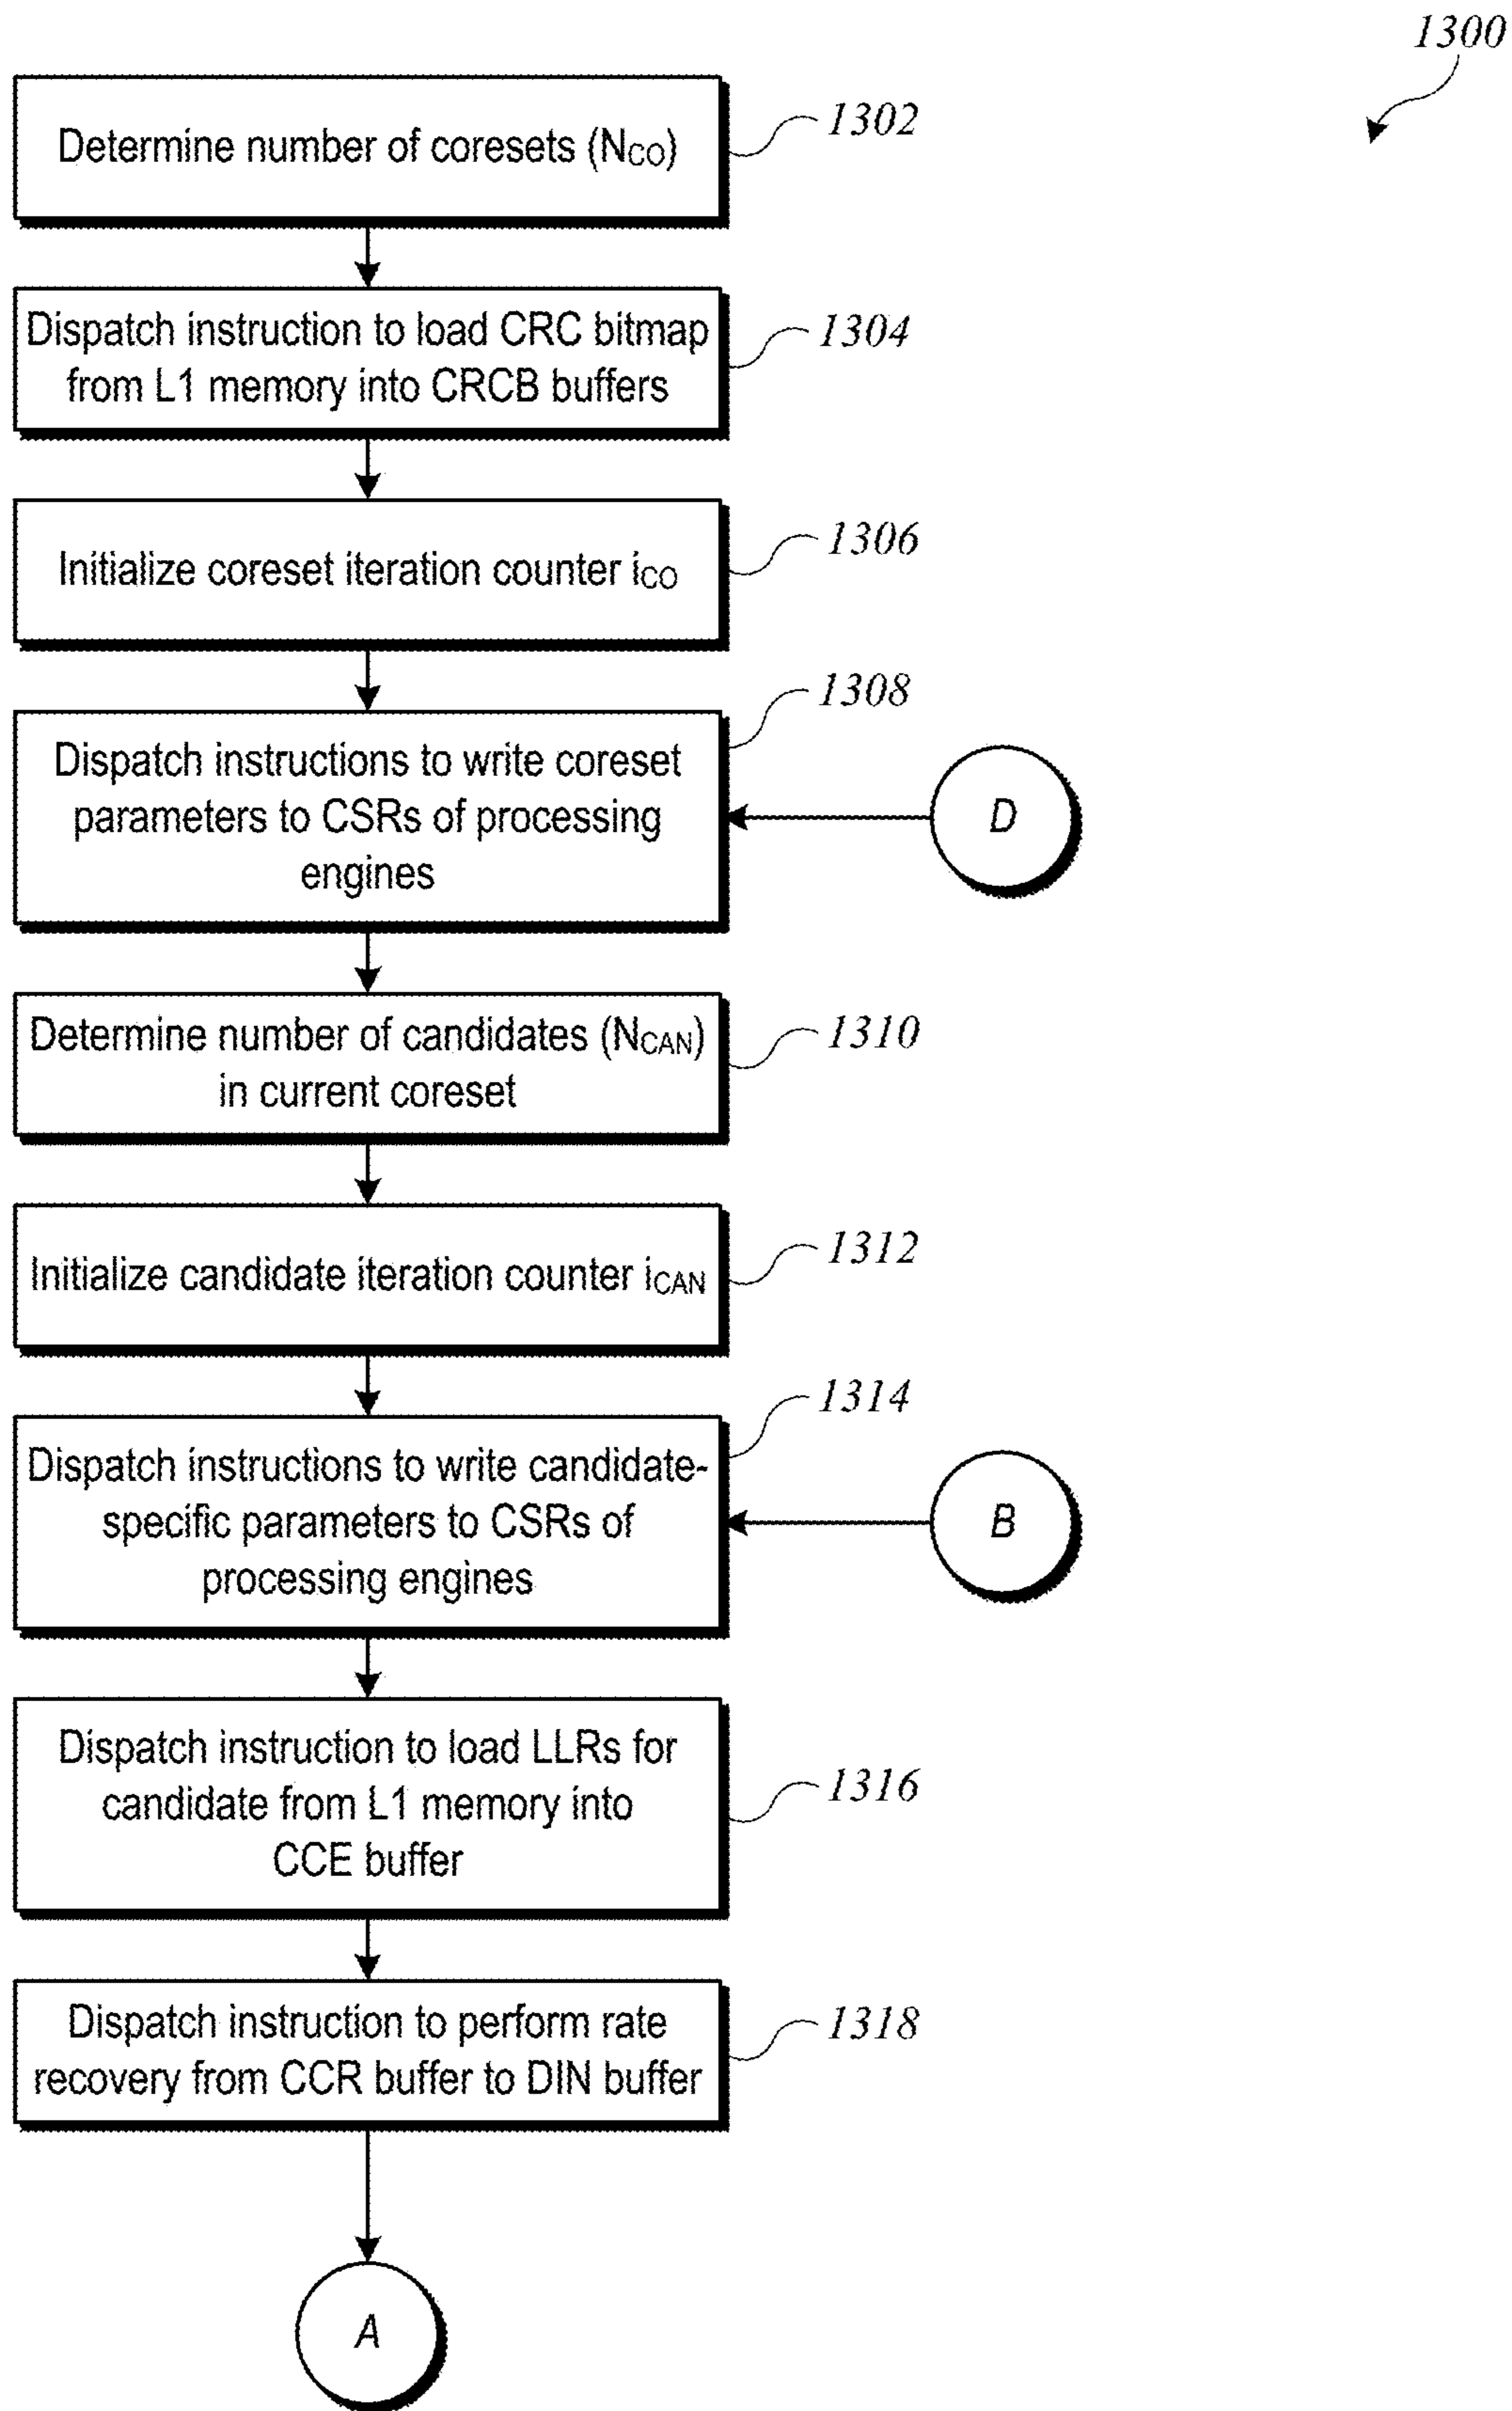 1300
Determine number of coresets (NCO)
1302
Dispatch instruction to load CRC bitmap
from L1 memory into CRCB buffers
1304
Initialize coreset iteration counter iCO
1306
Dispatch instructions to write coreset
parameters to CSRs of processing
engines
1308
D
Determine number of candidates (NCAN)
in current coreset
1310
Initialize candidate iteration counter iCAN
1312
Dispatch instructions to write candidate-
specific parameters to CSRs of
processing engines
1314
B
Dispatch instruction to load LLRs for
candidate from L1 memory into
CCE buffer
1316
Dispatch instruction to perform rate
recovery from CCR buffer to DIN buffer
1318
A